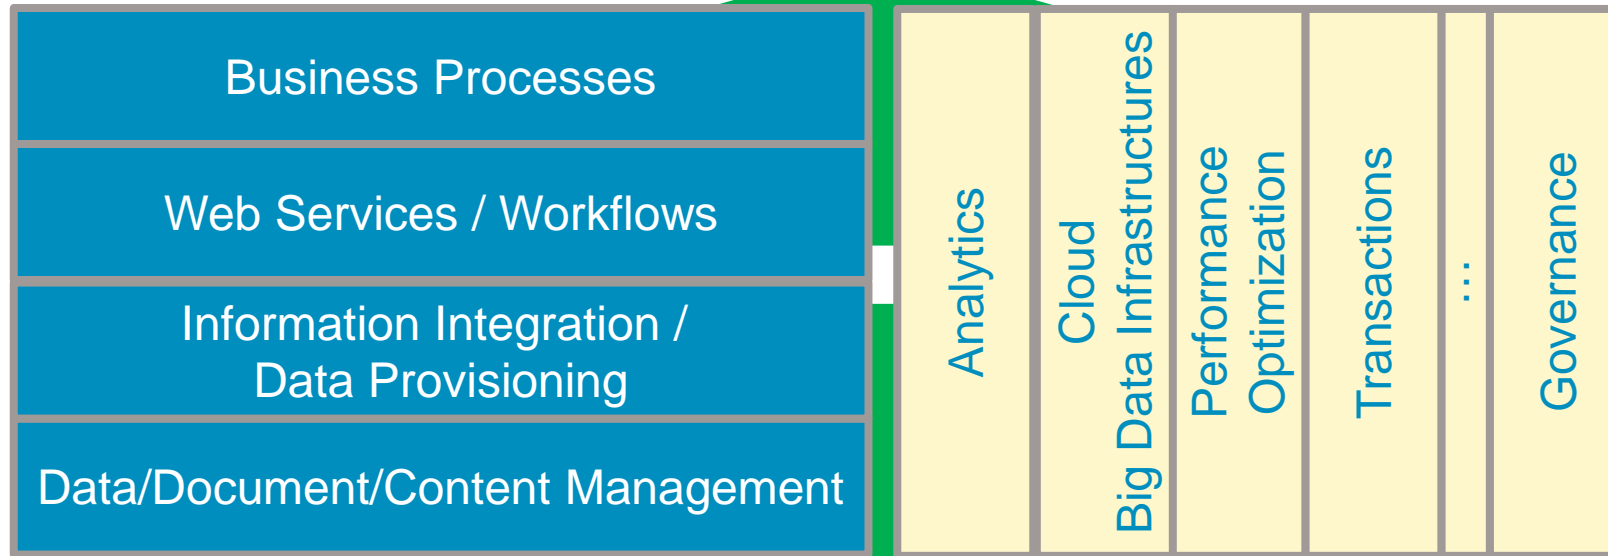 Business Processes
Web Services / Workflows
Information Integration /
Data Provisioning
Data/Document/Content Management
Analytics
Cloud
Big Data Infrastructures
Performance
Optimization
Transactions
…
Governance